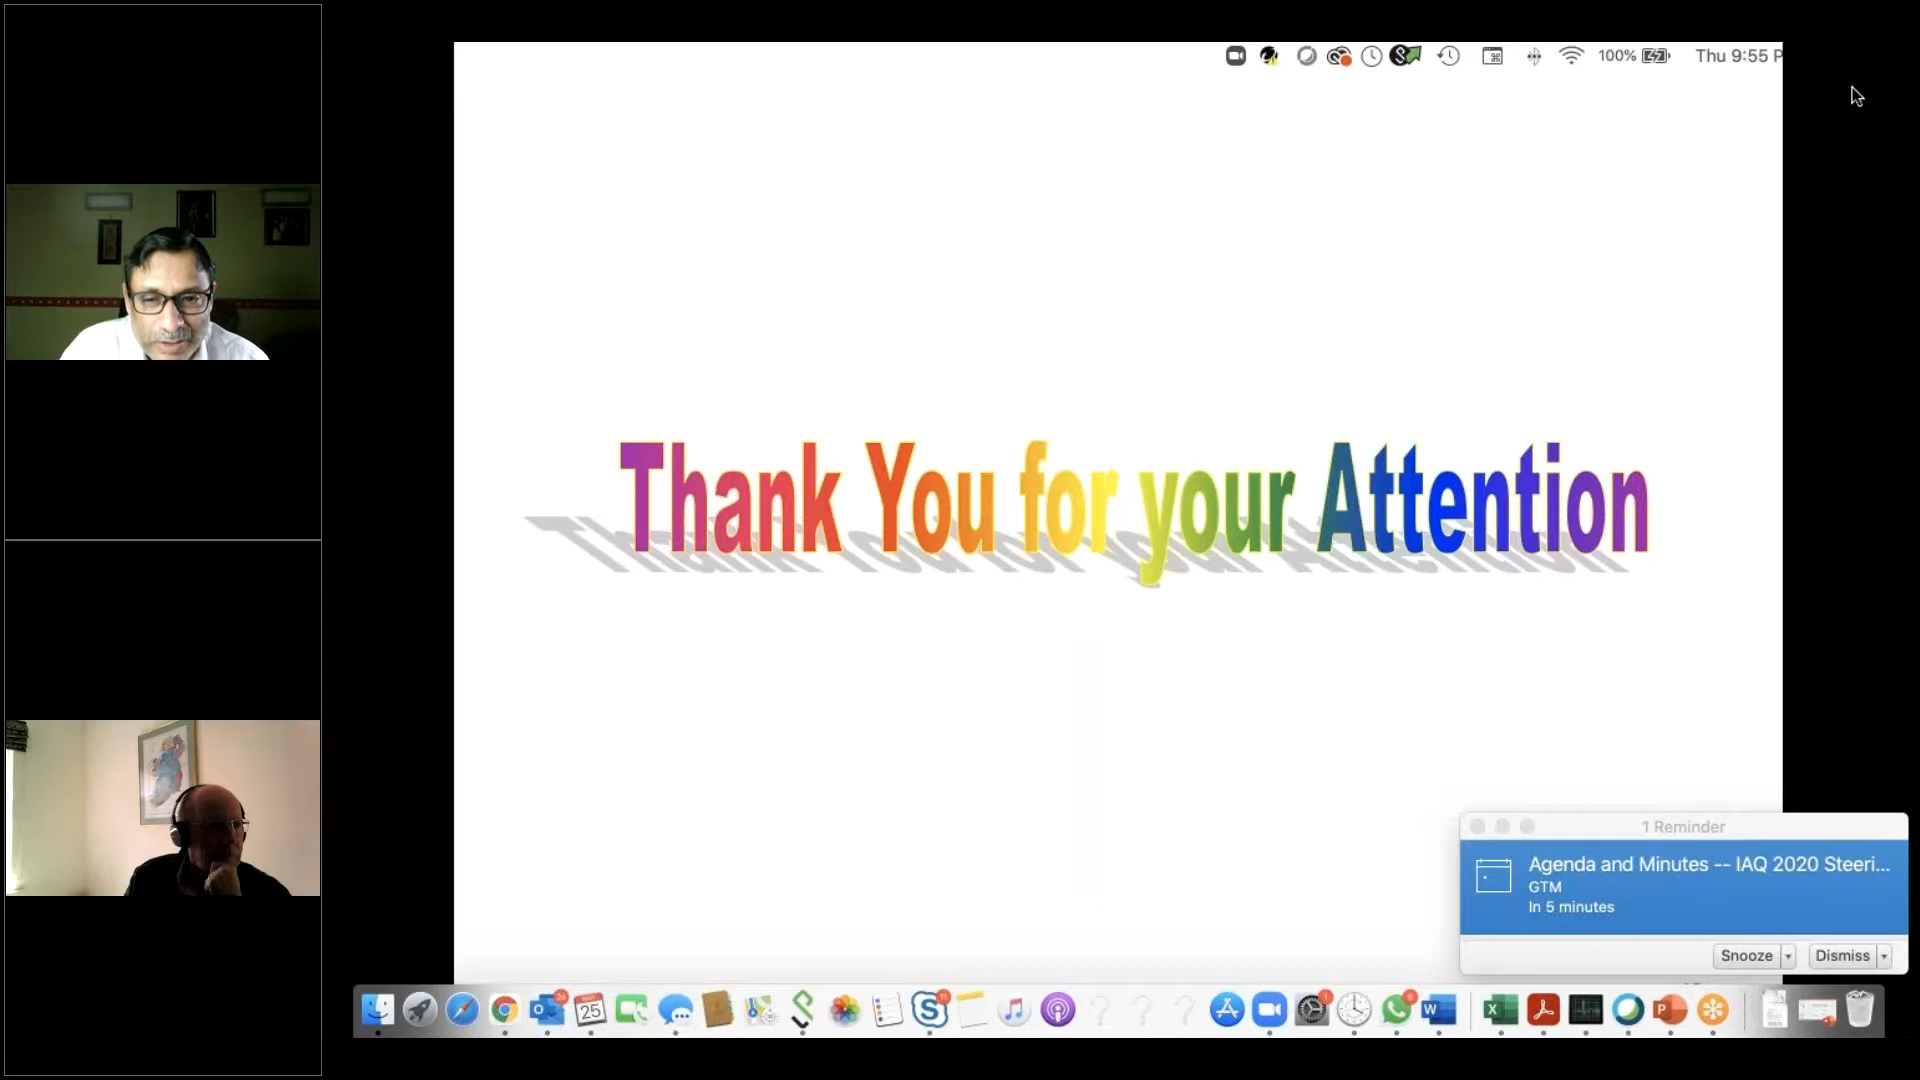 100%
Thu 9:55 P
Thank You for your Attention
1 Reminder
Agenda and Minutes -- IAQ 2020 Steeri...
GTM
In 5 minutes
Snooze
Dismiss
25